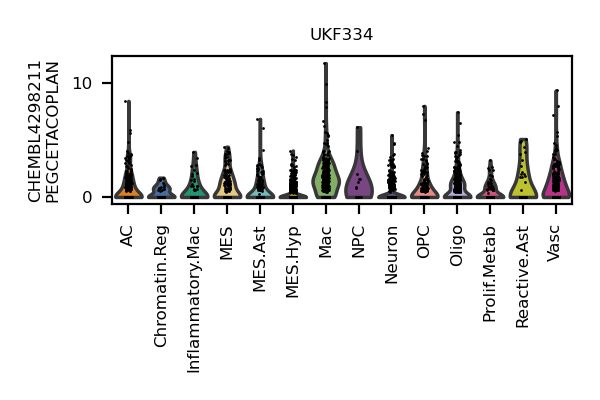 UKF334
CHEMBL4298211
PEGCETACOPLAN
10
0
AC
Chromatin.Reg
Inflammatory.Mac
MES
MES.Ast
MES.Hyp
Mac
NPC
Neuron
OPC
Oligo
Prolif.Metab
Reactive.Ast
Vasc